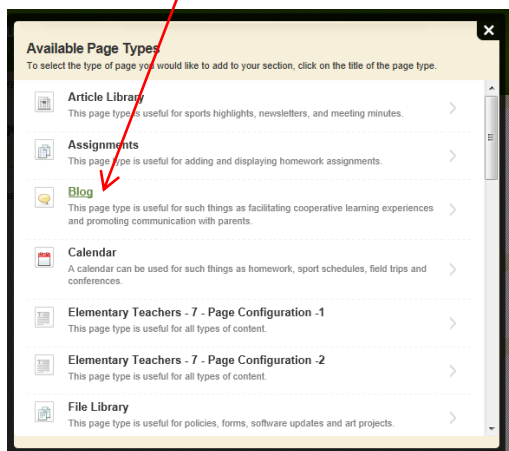 Available Page Types
To select the type of page you would like to add to your section, click on the title of the page type.
Article Library
This page type is useful for sports highlights, newsletters, and meeting minutes.
Assignments
This page type is useful for adding and displaying homework assignments.
Blog
This page type is useful for such things as facilitating cooperative learning experiences
and promoting communication with parents.
Calendar
A calendar can be used for such things as homework, sport schedules, field trips and
conferences.
Elementary Teachers - 7 - Page Configuration -1
This page type is useful for all types of content.
Elementary Teachers - 7 - Page Configuration -2
This page type is useful for all types of content.
File Library
This page type is useful for policies, forms, software updates and art projects.